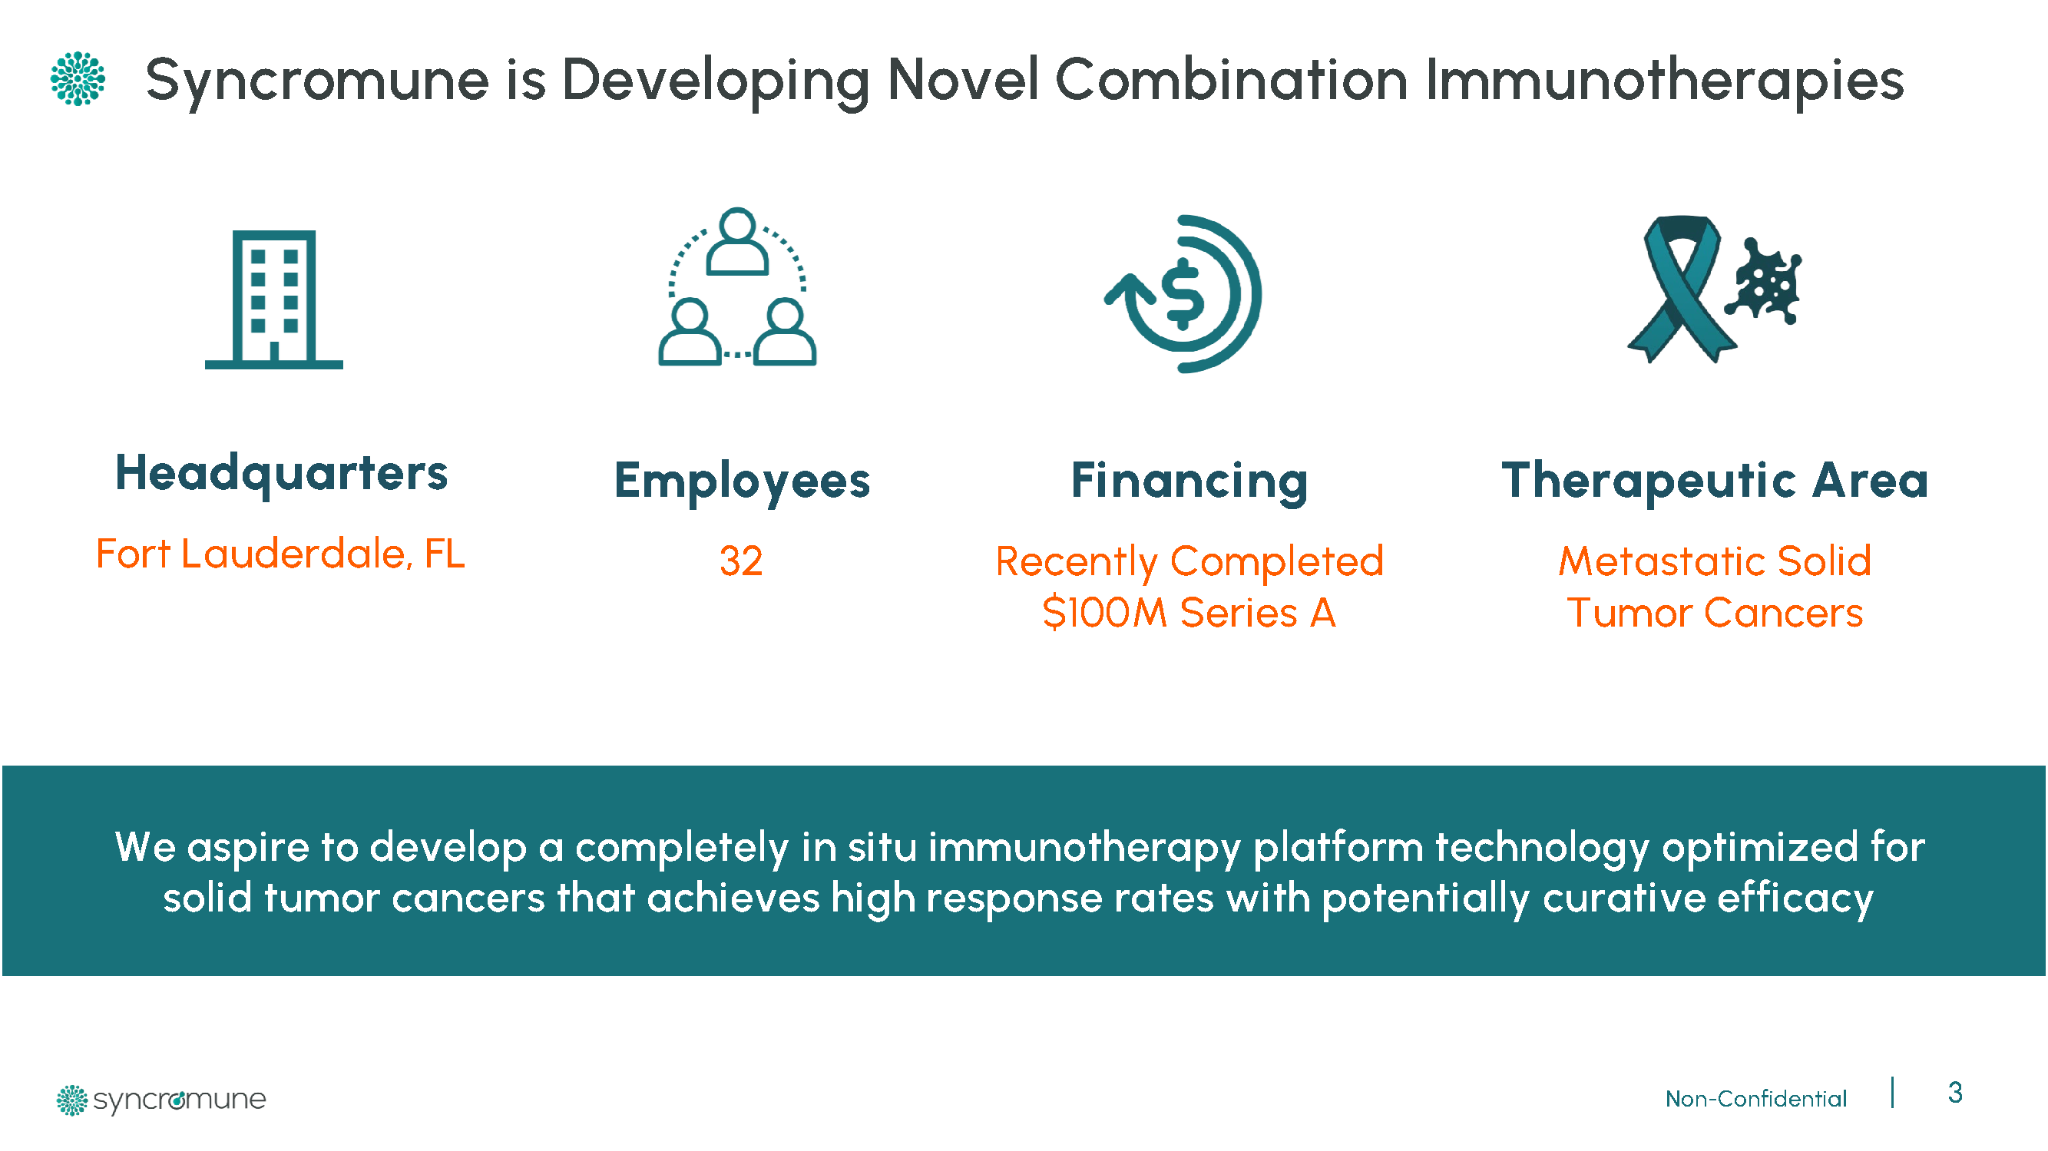 Syncromune is Developing Novel Combination Immunotherapies
Headquarters
Fort Lauderdale, FL
Employees
32
Financing
Recently Completed
$100M Series A
Therapeutic Area
Metastatic Solid
Tumor Cancers
We aspire to develop a completely in situ immunotherapy platform technology optimized for
solid tumor cancers that achieves high response rates with potentially curative efficacy
syncromune
Non-Confidential | 3